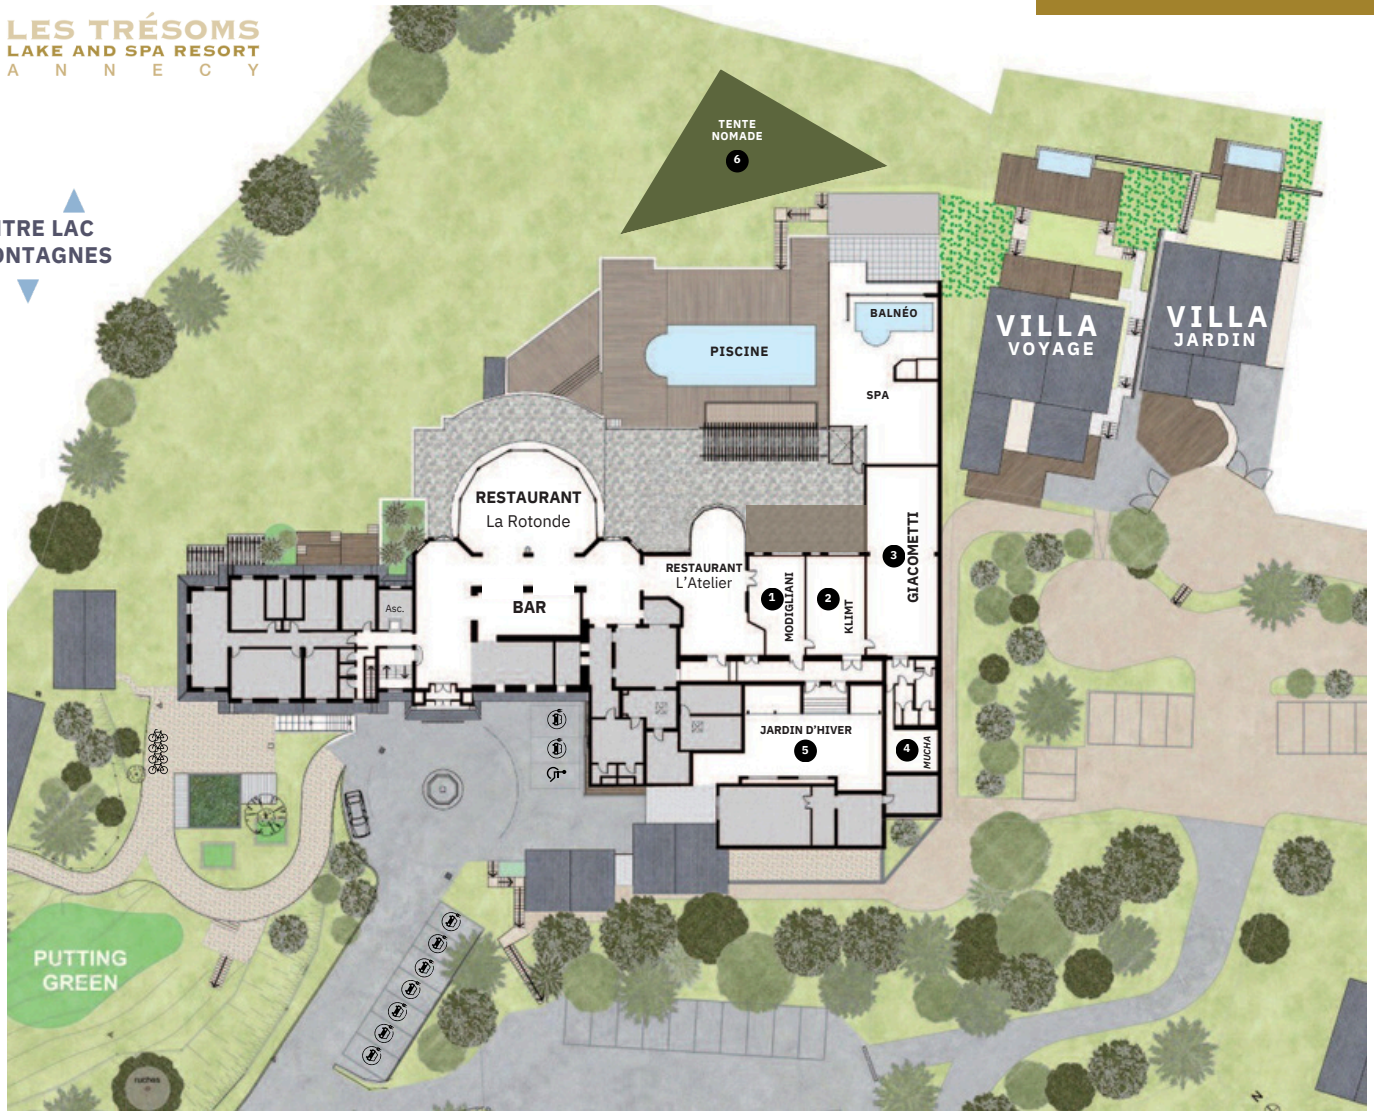 LES TRÉSOMS
LAKE AND SPA RESORT
ANNECY
TENTE
NOMADE
6
TRE LAC
ONTAGNES
BALNÉO
PISCINE
SPA
VILLA
VOYAGE
VILLA
JARDIN
RESTAURANT
La Rotonde
RESTAURANT
L'Atelier
3
GIACOMETTI
1
MODIGLIANI
2
KLIMT
Asc.
BAR
JARDIN D'HIVER
5
4
MUCHA
PUTTING
GREEN
ruches
N